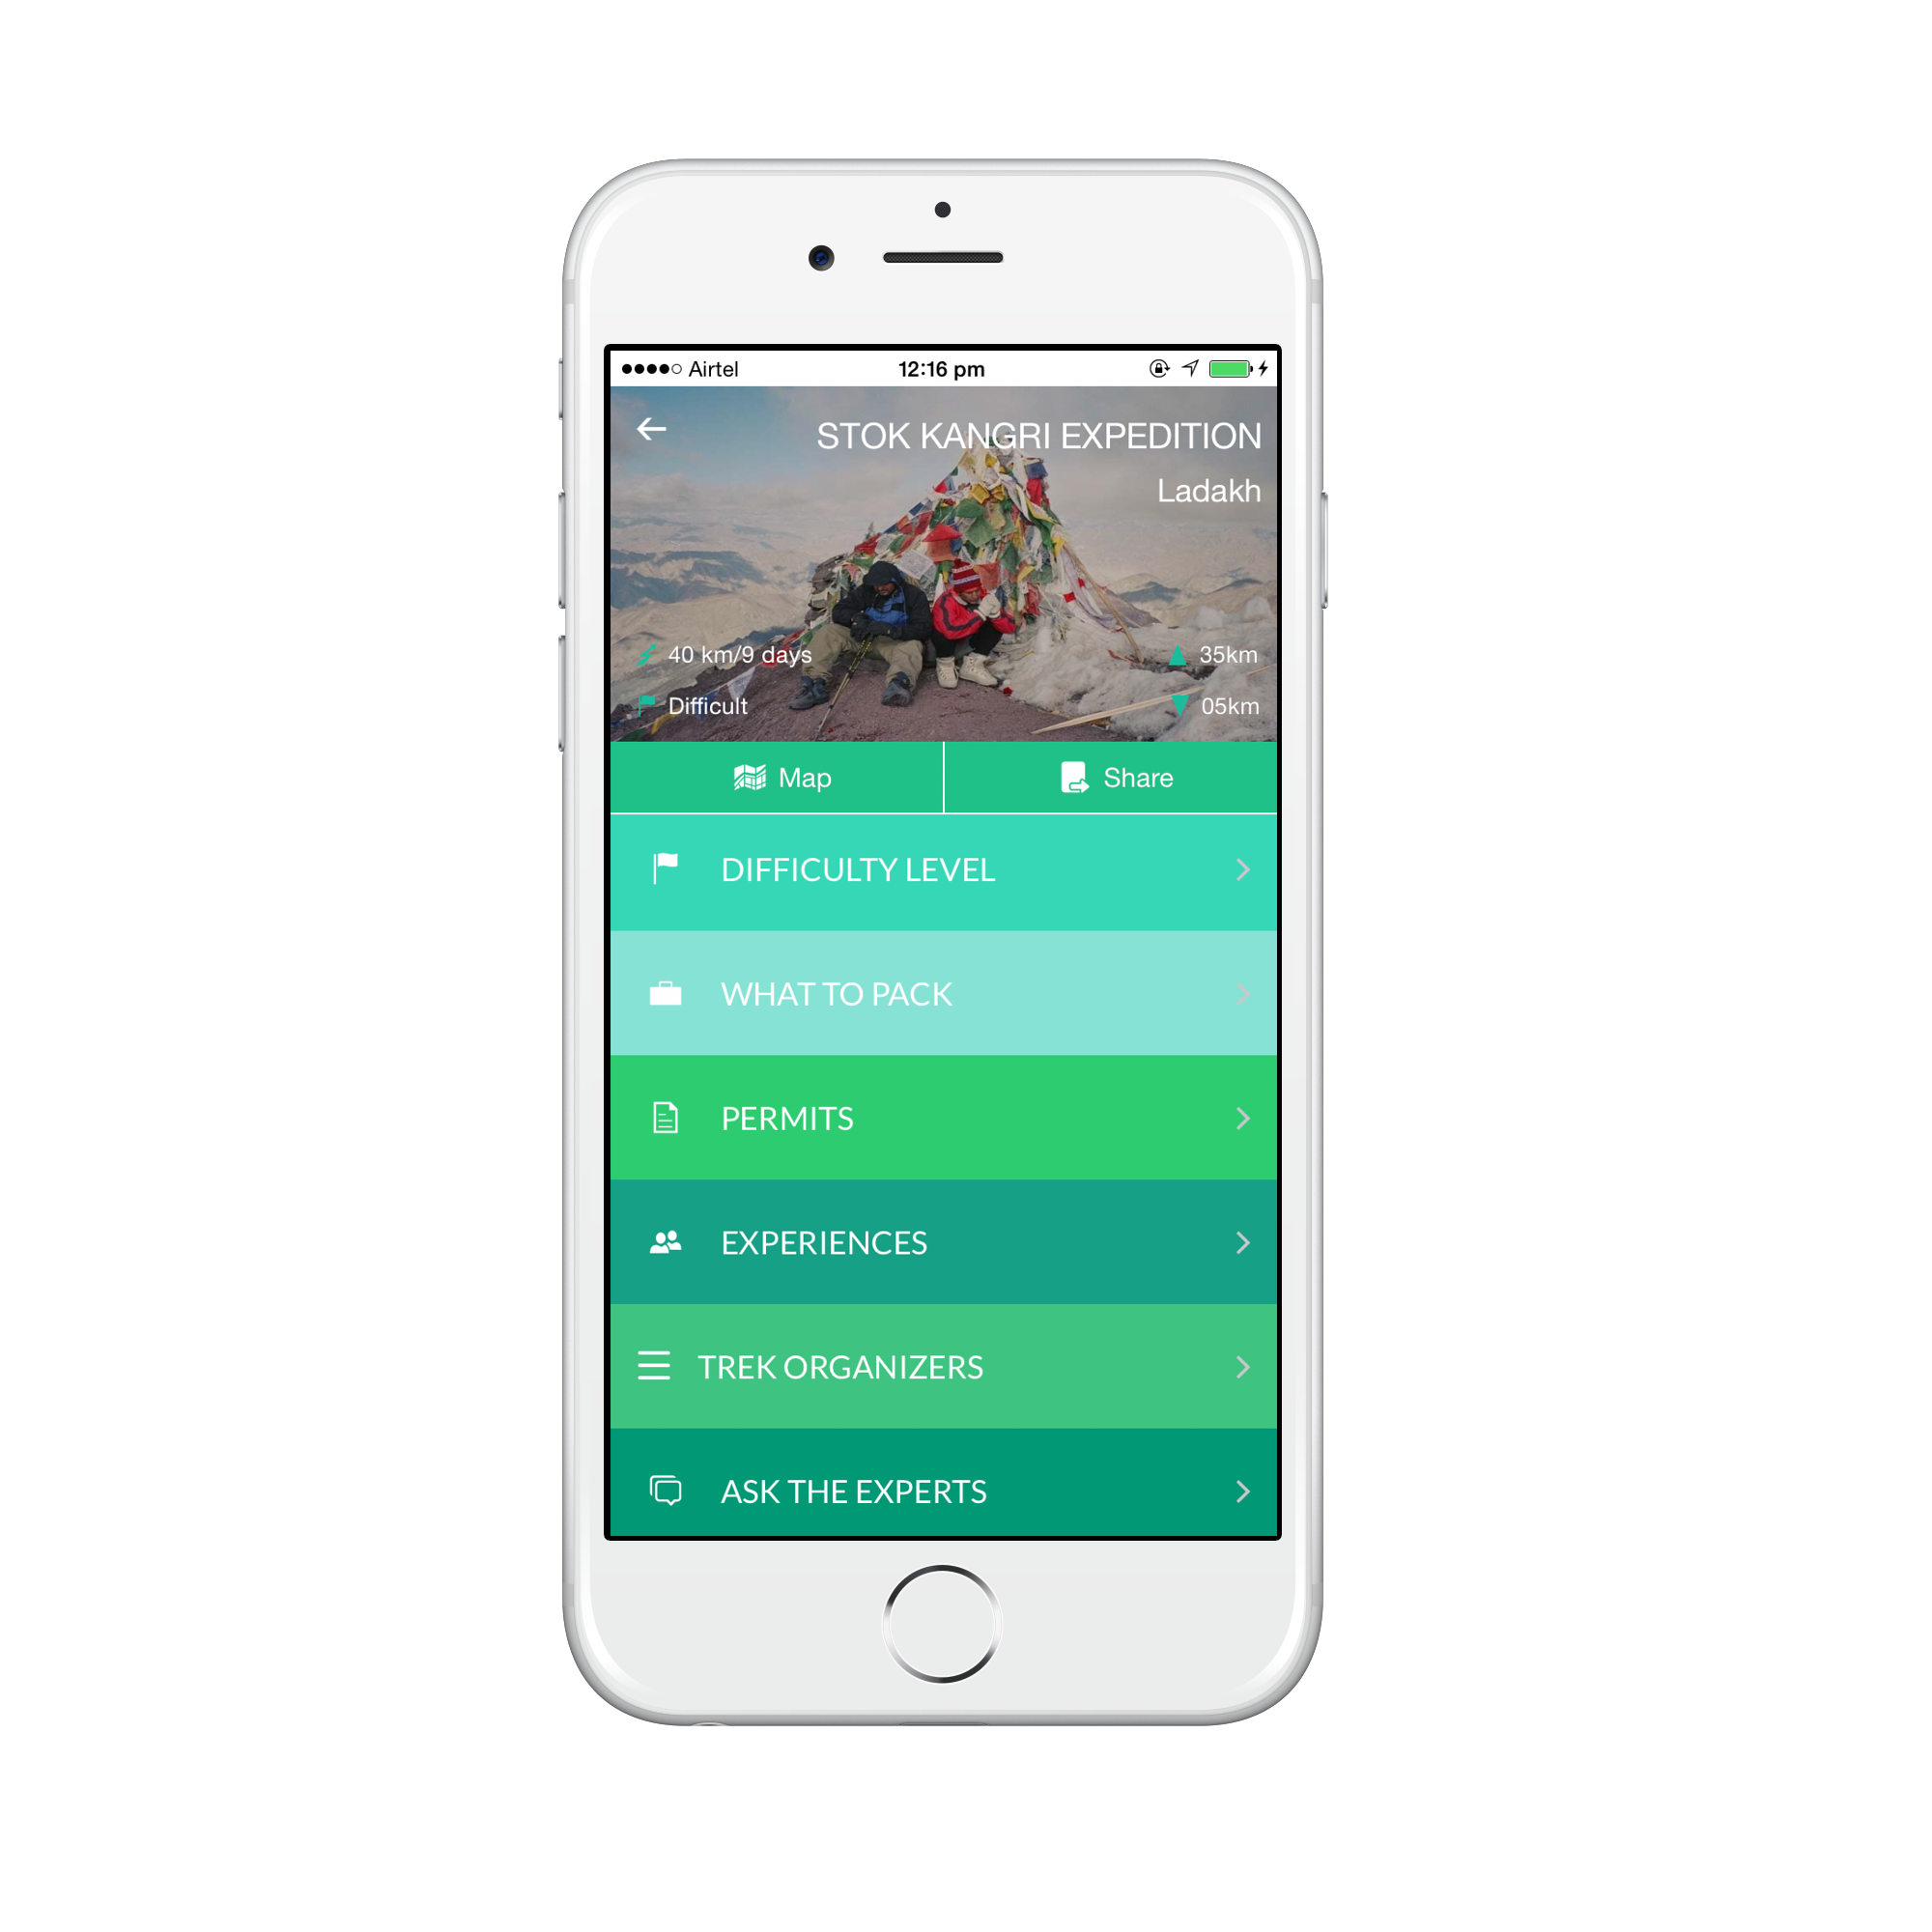 Airtel 12:16 pm
STOK KANGRI EXPEDITION
Ladakh
40 km/9 days 35km
Difficult 05km
Map Share
DIFFICULTY LEVEL
WHAT TO PACK
PERMITS
EXPERIENCES
TREK ORGANIZERS
ASK THE EXPERTS